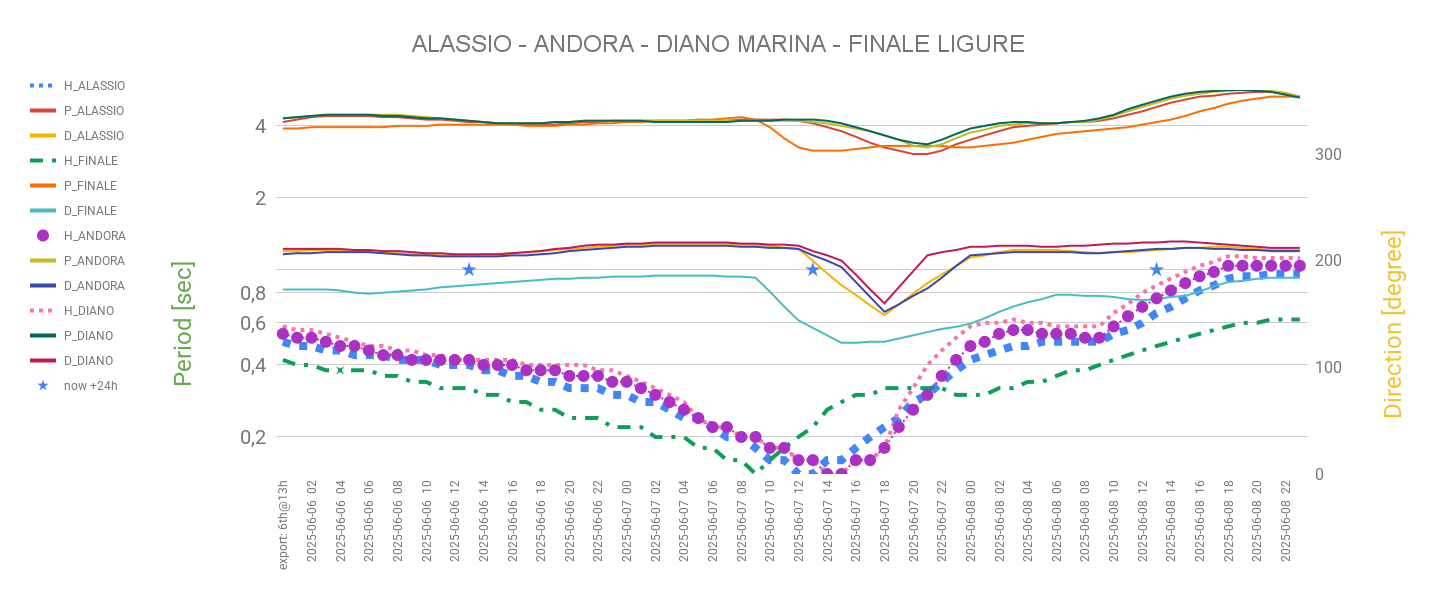 ALASSIO - ANDORA - DIANO MARINA - FINALE LIGURE
H_ALASSIO
P_ALASSIO
D_ALASSIO
H_FINALE
P_FINALE
D_FINALE
H_ANDORA
P_ANDORA
D_ANDORA
H_DIANO
P_DIANO
D_DIANO
now +24h
Period [sec]
4
2
0,8
0,6
0,4
0,2
300
200
100
0
Direction [degree]
export: 6th@13h
2025-06-06 02
2025-06-06 04
2025-06-06 06
2025-06-06 08
2025-06-06 10
2025-06-06 12
2025-06-06 14
2025-06-06 16
2025-06-06 18
2025-06-06 20
2025-06-06 22
2025-06-07 00
2025-06-07 02
2025-06-07 04
2025-06-07 06
2025-06-07 08
2025-06-07 10
2025-06-07 12
2025-06-07 14
2025-06-07 16
2025-06-07 18
2025-06-07 20
2025-06-07 22
2025-06-08 00
2025-06-08 02
2025-06-08 04
2025-06-08 06
2025-06-08 08
2025-06-08 10
2025-06-08 12
2025-06-08 14
2025-06-08 16
2025-06-08 18
2025-06-08 20
2025-06-08 22